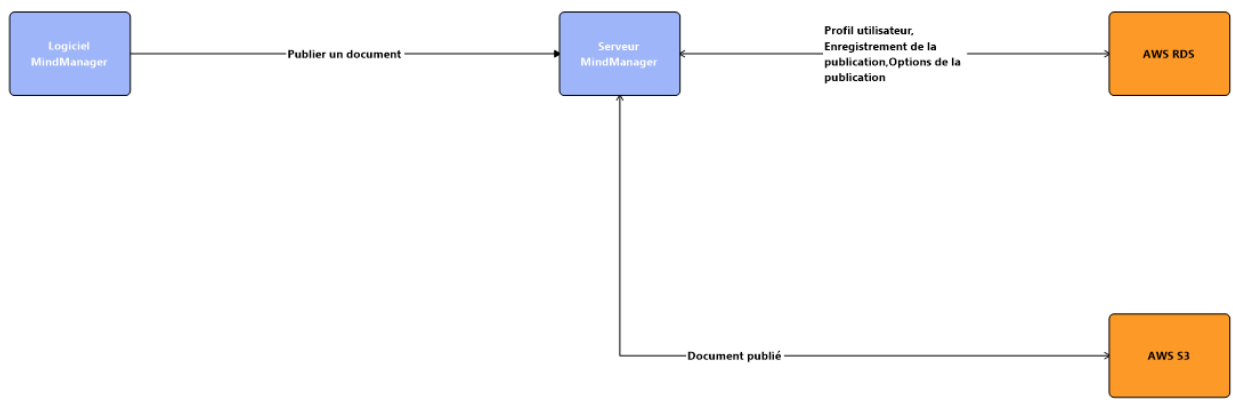 Logiciel
MindManager
Publier un document
Serveur
MindManager
Profil utilisateur,
Enregistrement de la
publication,Options de la
publication
AWS RDS
Document publié
AWS S3